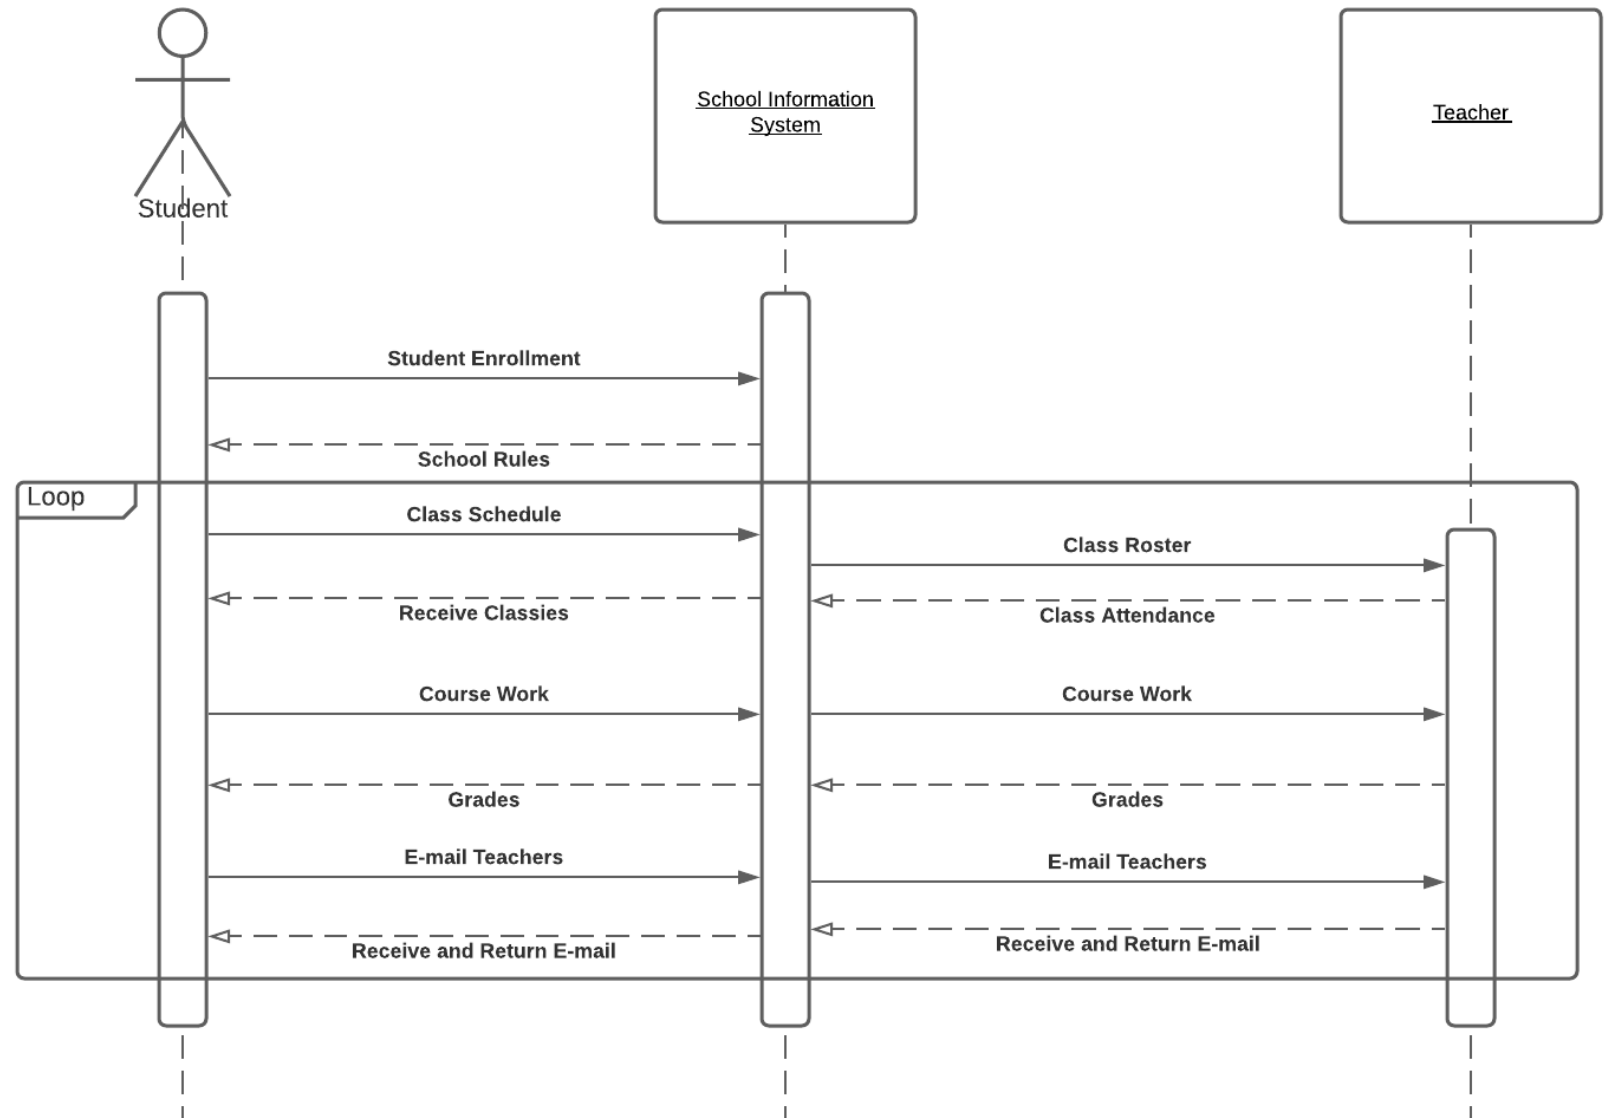 School Information
System
Teacher
Student
Student Enrollment
School Rules
Loop
Class Schedule
Class Roster
Receive Classies
Class Attendance
Course Work
Course Work
Grades
Grades
E-mail Teachers
E-mail Teachers
Receive and Return E-mail
Receive and Return E-mail